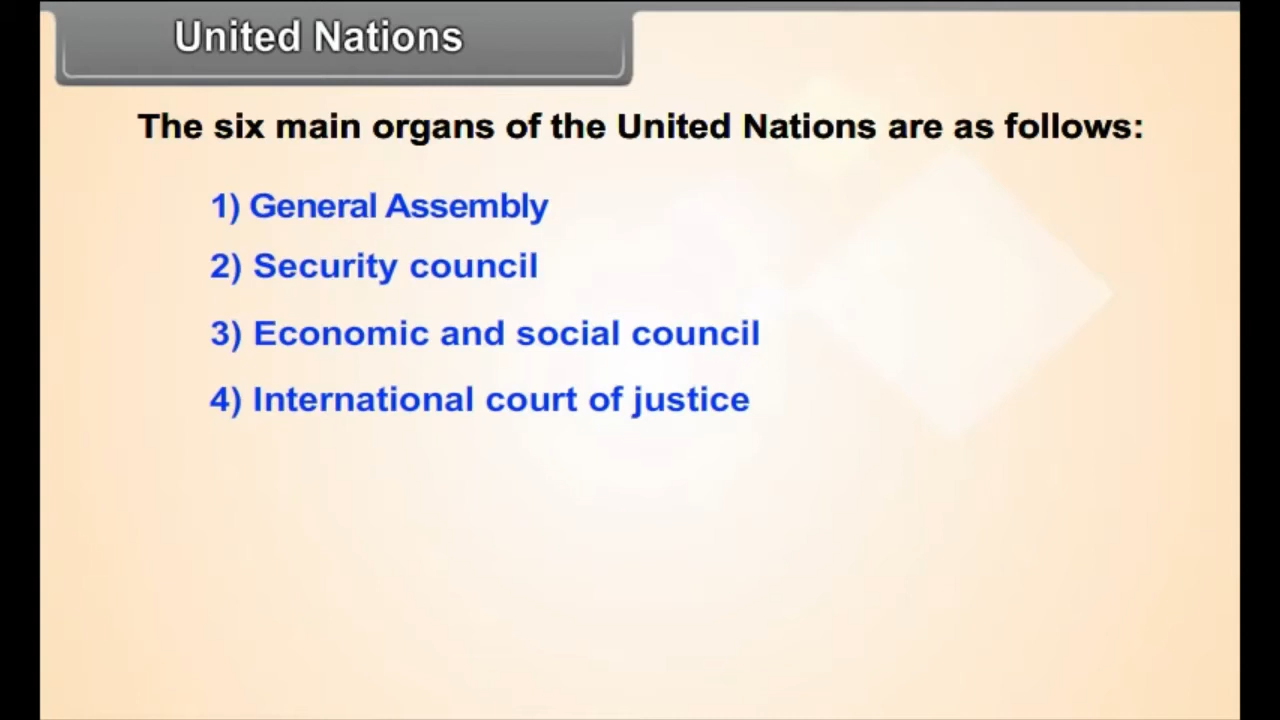 United Nations
The six main organs of the United Nations are as follows:
1) General Assembly
2) Security council
3) Economic and social council
4) International court of justice